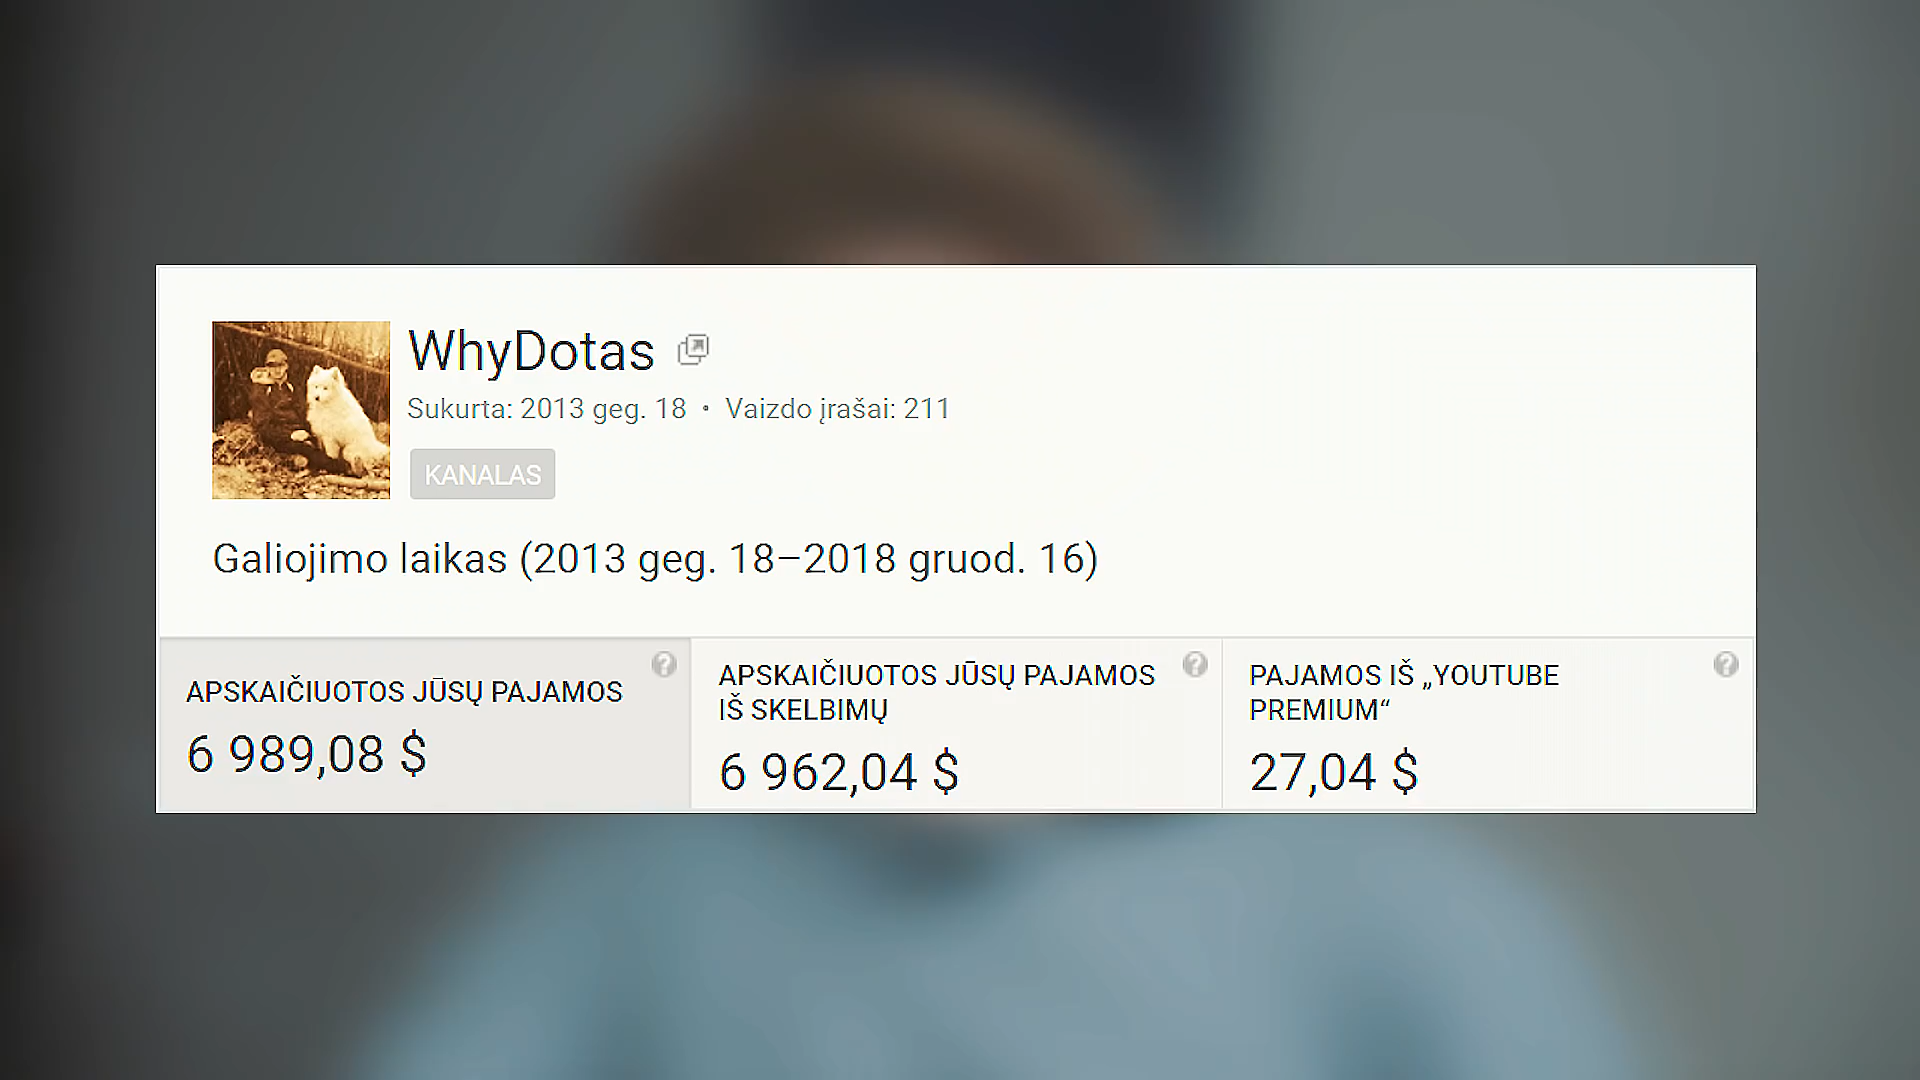 WhyDotas
Sukurta: 2013 geg. 18 • Vaizdo įrašai: 211
KANALAS
Galiojimo laikas (2013 geg. 18–2018 gruod. 16)
APSKAIČIUOTOS JŪSŲ PAJAMOS
6 989,08 $
APSKAIČIUOTOS JŪSŲ PAJAMOS
IŠ SKELBIMŲ
6 962,04 $
PAJAMOS IŠ „YOUTUBE
PREMIUM“
27,04 $